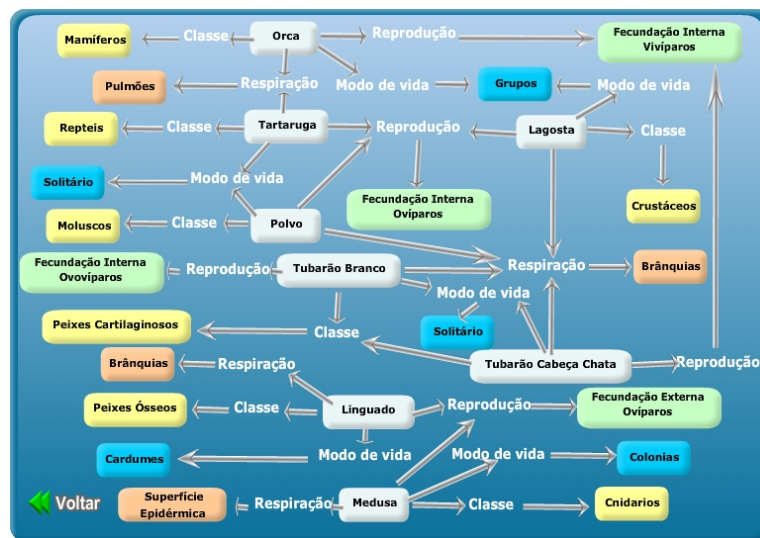 Orca
Reprodução
Fecundação Interna
Vivíparos
Mamíferos
Classe
Pulmões
Respiração
Modo de vida
Grupos
Modo de vida
Repteis
Classe
Tartaruga
Reprodução
Lagosta
Classe
Solitário
Modo de vida
Fecundação Interna
Ovíparos
Crustáceos
Moluscos
Classe
Polvo
Fecundação Interna
Ovovíparos
Reprodução
Tubarão Branco
Respiração
Brânquias
Modo de vida
Peixes Cartilaginosos
Classe
Solitário
Brânquias
Respiração
Tubarão Cabeça Chata
Reprodução
Peixes Ósseos
Classe
Linguado
Reprodução
Fecundação Externa
Ovíparos
Cardumes
Modo de vida
Modo de vida
Colonias
Voltar
Superfície
Epidérmica
Respiração
Medusa
Classe
Cnidarios